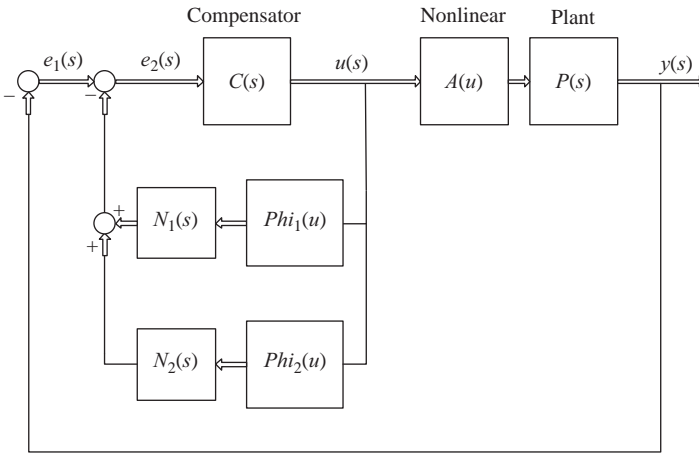 Compensator Nonlinear Plant
e₁(s) e₂(s) C(s) u(s) A(u) P(s) y(s)
− −
+ N₁(s) Phi₁(u)
+
N₂(s) Phi₂(u)